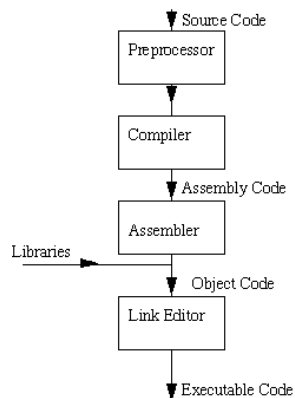 Source Code
Preprocessor
Compiler
Assembly Code
Assembler
Libraries
Object Code
Link Editor
Executable Code